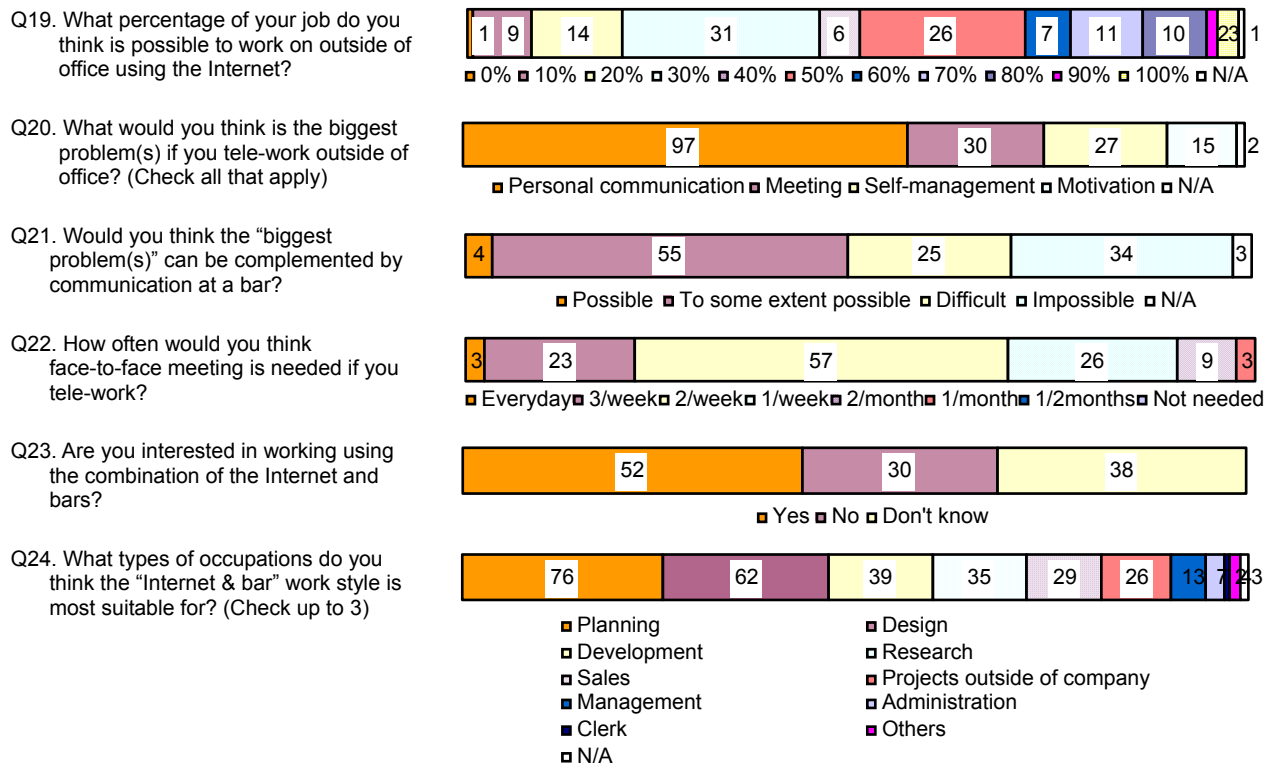 Q19. What percentage of your job do you
think is possible to work on outside of
office using the Internet?
1 9 14 31 6 26 7 11 10 2 3 1
0% 10% 20% 30% 40% 50% 60% 70% 80% 90% 100% N/A
Q20. What would you think is the biggest
problem(s) if you tele-work outside of
office? (Check all that apply)
97 30 27 15 2
Personal communication Meeting Self-management Motivation N/A
Q21. Would you think the “biggest
problem(s)” can be complemented by
communication at a bar?
4 55 25 34 3
Possible To some extent possible Difficult Impossible N/A
Q22. How often would you think
face-to-face meeting is needed if you
tele-work?
3 23 57 26 9 3
Everyday 3/week 2/week 1/week 2/month 1/month 1/2months Not needed
Q23. Are you interested in working using
the combination of the Internet and
bars?
52 30 38
Yes No Don't know
Q24. What types of occupations do you
think the “Internet & bar” work style is
most suitable for? (Check up to 3)
76 62 39 35 29 26 13 7 2 4 3
Planning Design
Development Research
Sales Projects outside of company
Management Administration
Clerk Others
N/A